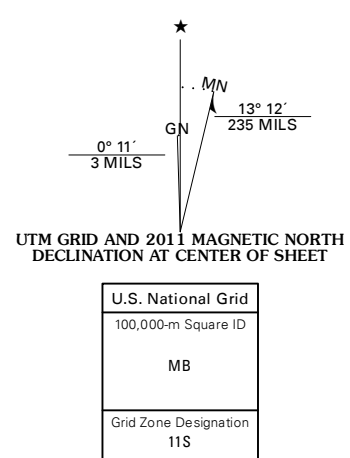 ★
MN
GN
13° 12´
235 MILS
0° 11´
3 MILS
UTM GRID AND 2011 MAGNETIC NORTH
DECLINATION AT CENTER OF SHEET
U.S. National Grid
100,000-m Square ID
MB
Grid Zone Designation
11S